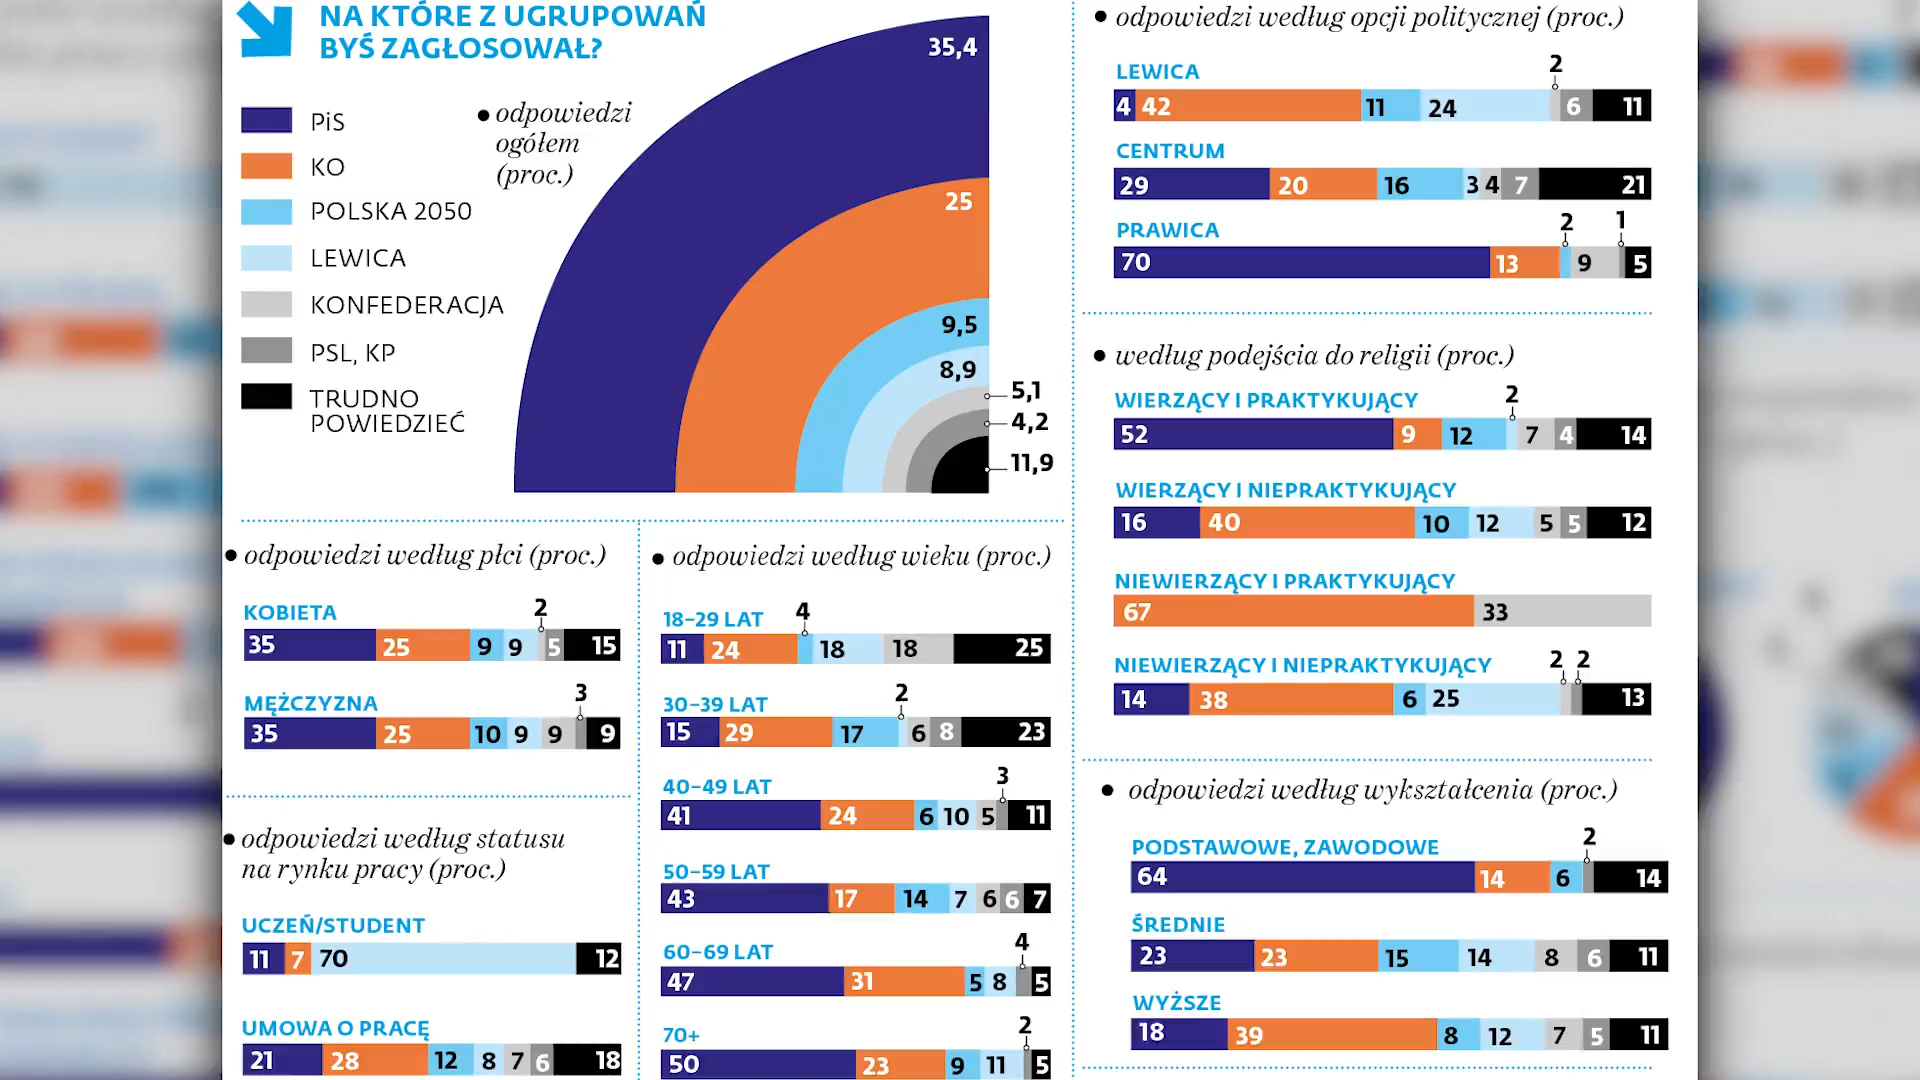 NA KTÓRE Z UGRUPOWAŃ
BYŚ ZAGŁOSOWAŁ?
PiS
KO
POLSKA 2050
LEWICA
KONFEDERACJA
PSL, KP
TRUDNO
POWIEDZIEĆ
• odpowiedzi
ogółem
(proc.)
35,4
25
9,5
8,9
5,1
4,2
11,9
• odpowiedzi według płci (proc.)
KOBIETA
2
35 25 9 9 5 15
MĘŻCZYZNA
3
35 25 10 9 9 9
• odpowiedzi według statusu
na rynku pracy (proc.)
UCZEŃ/STUDENT
11 7 70 12
UMOWA O PRACĘ
21 28 12 8 7 6 18
• odpowiedzi według wieku (proc.)
18–29 LAT 4
11 24 18 18 25
30–39 LAT 2
15 29 17 6 8 23
40–49 LAT 3
41 24 6 10 5 11
50–59 LAT
43 17 14 7 6 6 7
60–69 LAT 4
47 31 5 8 5
70+ 2
50 23 9 11 5
• odpowiedzi według opcji politycznej (proc.)
LEWICA 2
4 42 11 24 6 11
CENTRUM
29 20 16 3 4 7 21
PRAWICA 2 1
70 13 9 5
• według podejścia do religii (proc.)
WIERZĄCY I PRAKTYKUJĄCY 2
52 9 12 7 4 14
WIERZĄCY I NIEPRAKTYKUJĄCY
16 40 10 12 5 5 12
NIEWIERZĄCY I PRAKTYKUJĄCY
67 33
NIEWIERZĄCY I NIEPRAKTYKUJĄCY 2 2
14 38 6 25 13
• odpowiedzi według wykształcenia (proc.)
PODSTAWOWE, ZAWODOWE 2
64 14 6 14
ŚREDNIE
23 23 15 14 8 6 11
WYŻSZE
18 39 8 12 7 5 11